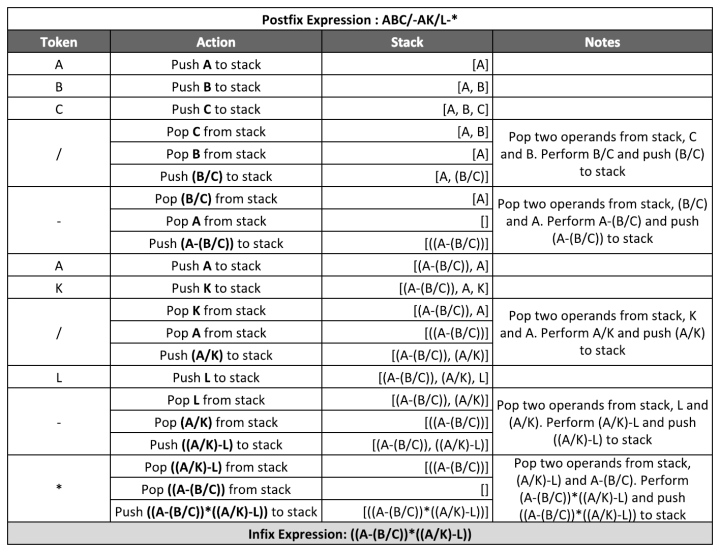 Postfix Expression : ABC/-AK/L-*
Token Action Stack Notes
A Push A to stack [A]
B Push B to stack [A, B]
C Push C to stack [A, B, C]
/
Pop C from stack [A, B]
Pop B from stack [A]
Push (B/C) to stack [A, (B/C)]
Pop two operands from stack, C
and B. Perform B/C and push (B/C)
to stack
-
Pop (B/C) from stack [A]
Pop A from stack []
Push (A-(B/C)) to stack [((A-(B/C))]
Pop two operands from stack, (B/C)
and A. Perform A-(B/C) and push
(A-(B/C)) to stack
A Push A to stack [(A-(B/C)), A]
K Push K to stack [(A-(B/C)), A, K]
/
Pop K from stack [(A-(B/C)), A]
Pop A from stack [((A-(B/C))]
Push (A/K) to stack [(A-(B/C)), (A/K)]
Pop two operands from stack, K
and A. Perform A/K and push (A/K)
to stack
L Push L to stack [(A-(B/C)), (A/K), L]
-
Pop L from stack [(A-(B/C)), (A/K)]
Pop (A/K) from stack [((A-(B/C))]
Push ((A/K)-L) to stack [(A-(B/C)), ((A/K)-L)]
Pop two operands from stack, L and
(A/K). Perform (A/K)-L and push
((A/K)-L) to stack
*
Pop ((A/K)-L) from stack [((A-(B/C))]
Pop ((A-(B/C)) from stack []
Push ((A-(B/C))*((A/K)-L)) to stack [((A-(B/C))*((A/K)-L))]
Pop two operands from stack,
(A/K)-L) and A-(B/C). Perform
(A-(B/C))*((A/K)-L) and push
((A-(B/C))*((A/K)-L)) to stack
Infix Expression: ((A-(B/C))*((A/K)-L))